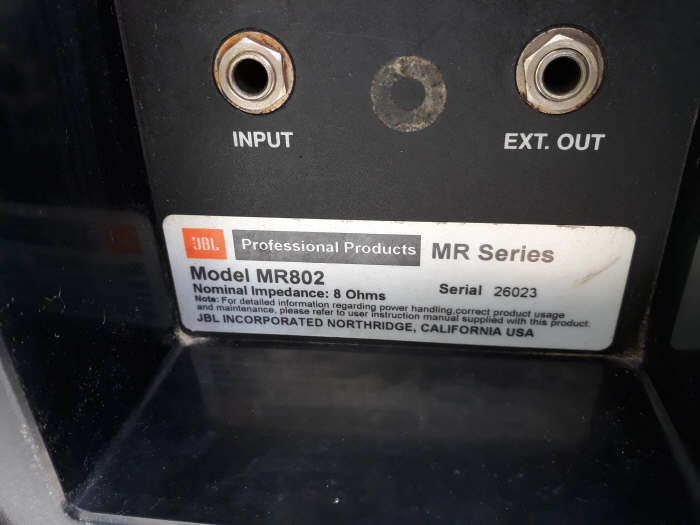 INPUT
EXT. OUT
JBL Professional Products MR Series
Model MR802
Nominal Impedance: 8 Ohms Serial 26023
Note: For detailed information regarding power handling,correct product usage
and maintenance, please refer to user instruction manual supplied with this product.
JBL INCORPORATED NORTHRIDGE, CALIFORNIA USA